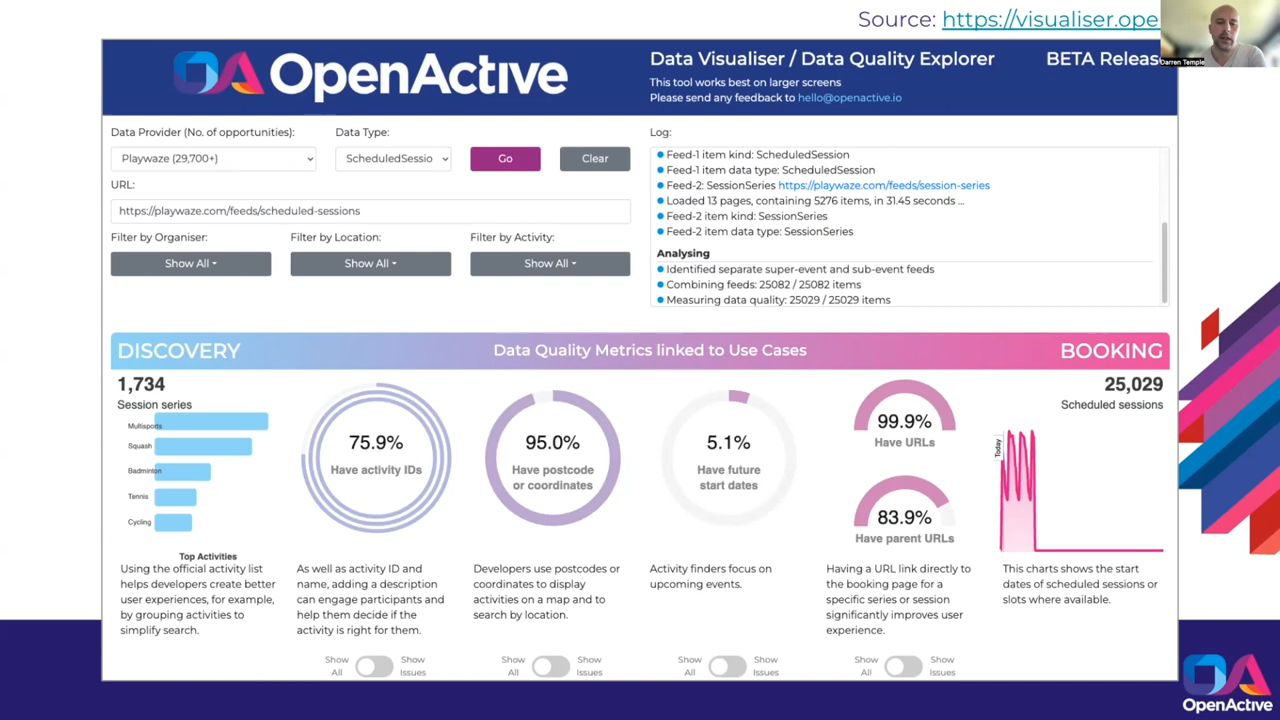 Source: https://visualiser.ope
Darren Temple
OpenActive
Data Visualiser / Data Quality Explorer
BETA Releas
This tool works best on larger screens
Please send any feedback to hello@openactive.io
Data Provider (No. of opportunities):
Data Type:
Playwaze (29,700+)
ScheduledSessio
Go
Clear
URL:
https://playwaze.com/feeds/scheduled-sessions
Filter by Organiser:
Filter by Location:
Filter by Activity:
Show All
Show All
Show All
Log:
Feed-1 item kind: ScheduledSession
Feed-1 item data type: ScheduledSession
Feed-2: SessionSeries https://playwaze.com/feeds/session-series
Loaded 13 pages, containing 5276 items, in 31.45 seconds ...
Feed-2 item kind: SessionSeries
Feed-2 item data type: SessionSeries
Analysing
Identified separate super-event and sub-event feeds
Combining feeds: 25082 / 25082 items
Measuring data quality: 25029 / 25029 items
DISCOVERY
Data Quality Metrics linked to Use Cases
BOOKING
1,734
Session series
Multisports
Squash
Badminton
Tennis
Cycling
Top Activities
Using the official activity list
helps developers create better
user experiences, for example,
by grouping activities to
simplify search.
75.9%
Have activity IDs
As well as activity ID and
name, adding a description
can engage participants and
help them decide if the
activity is right for them.
Show
All
Show
Issues
95.0%
Have postcode
or coordinates
Developers use postcodes or
coordinates to display
activities on a map and to
search by location.
Show
All
Show
Issues
5.1%
Have future
start dates
Activity finders focus on
upcoming events.
Show
All
Show
Issues
99.9%
Have URLs
83.9%
Have parent URLs
Having a URL link directly to
the booking page for a
specific series or session
significantly improves user
experience.
Show
All
Show
Issues
25,029
Scheduled sessions
Today
This charts shows the start
dates of scheduled sessions or
slots where available.
OpenActive